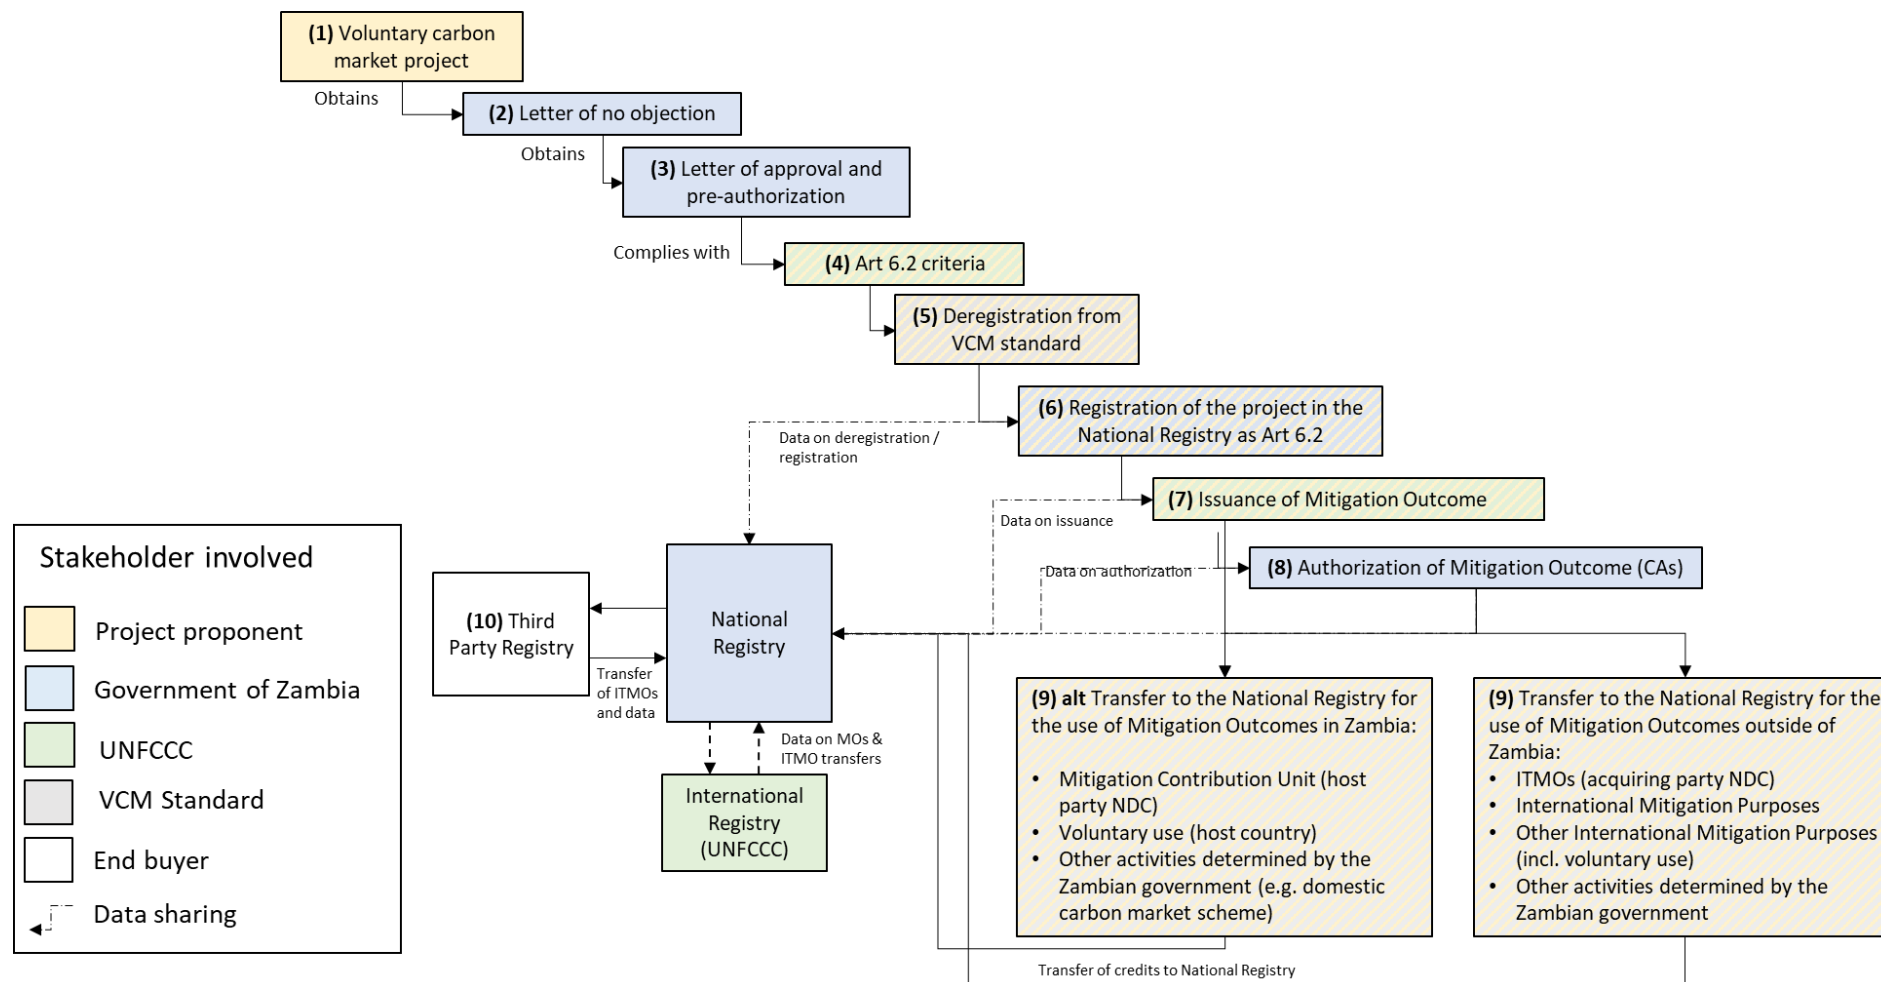 (1) Voluntary carbon
market project
Obtains
(2) Letter of no objection
Obtains
(3) Letter of approval and
pre-authorization
Complies with
(4) Art 6.2 criteria
(5) Deregistration from
VCM standard
(6) Registration of the project in the
National Registry as Art 6.2
Data on deregistration /
registration
(7) Issuance of Mitigation Outcome
Data on issuance
(8) Authorization of Mitigation Outcome (CAs)
Data on authorization
Stakeholder involved
Project proponent
Government of Zambia
UNFCCC
VCM Standard
End buyer
Data sharing
(10) Third
Party Registry
National
Registry
Transfer
of ITMOs
and data
Data on MOs &
ITMO transfers
International
Registry
(UNFCCC)
(9) alt Transfer to the National Registry for
the use of Mitigation Outcomes in Zambia:
• Mitigation Contribution Unit (host
party NDC)
• Voluntary use (host country)
• Other activities determined by the
Zambian government (e.g. domestic
carbon market scheme)
(9) Transfer to the National Registry for the
use of Mitigation Outcomes outside of
Zambia:
• ITMOs (acquiring party NDC)
• International Mitigation Purposes
• Other International Mitigation Purposes
(incl. voluntary use)
• Other activities determined by the
Zambian government
Transfer of credits to National Registry